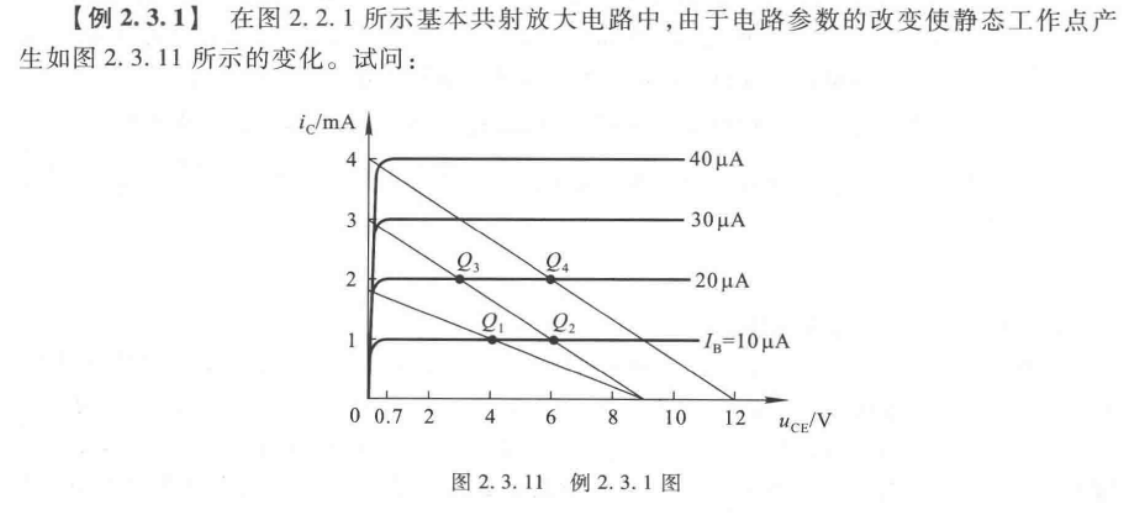 【例 2.3.1】 在图 2.2.1 所示基本共射放大电路中,由于电路参数的改变使静态工作点产
生如图 2.3.11 所示的变化。试问:
i_C/mA
4
40 μA
3
30 μA
Q₃ Q₄
2
20 μA
Q₁ Q₂
1
I_B=10 μA
0 0.7 2 4 6 8 10 12 u_CE/V
图 2.3.11 例 2.3.1 图